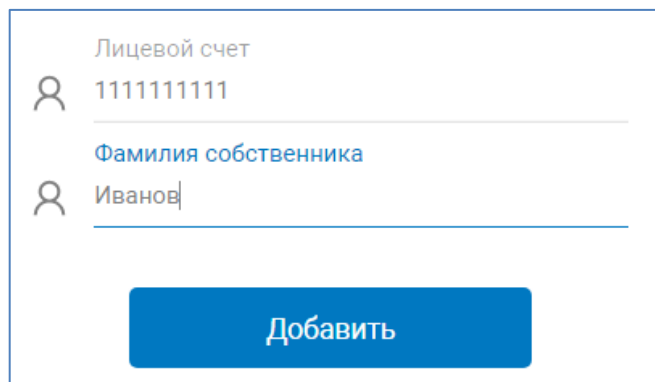 Лицевой счет
1111111111
Фамилия собственника
Иванов
Добавить